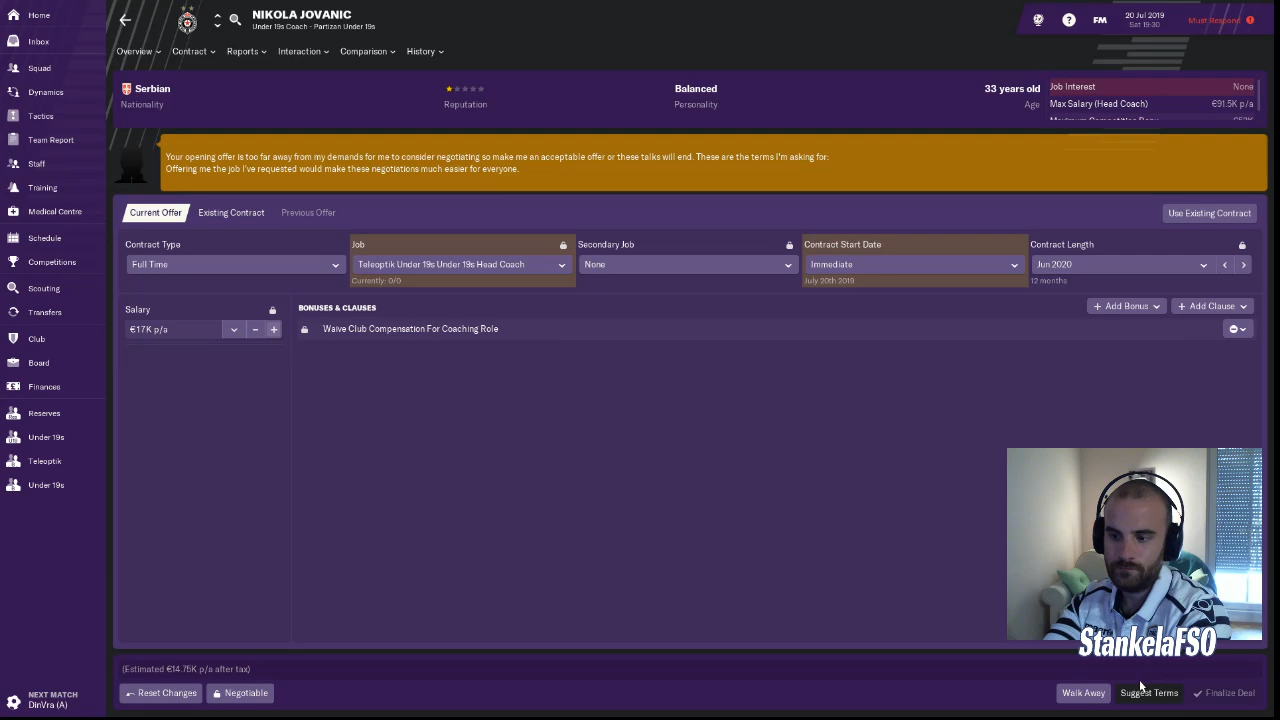 Home
Inbox
Squad
Dynamics
Tactics
Team Report
Staff
Training
Medical Centre
Schedule
Competitions
Scouting
Transfers
Club
Board
Finances
Reserves
Under 19s
Teleoptik
Under 19s
NEXT MATCH
DinVra (A)
NIKOLA JOVANIC
Under 19s Coach - Partizan Under 19s
FM
20 Jul 2019
Sat 19:30
Must Respond
Overview
Contract
Reports
Interaction
Comparison
History
Serbian
Nationality
Reputation
Balanced
Personality
33 years old
Age
Job Interest None
Max Salary (Head Coach) €91.5K p/a
Your opening offer is too far away from my demands for me to consider negotiating so make me an acceptable offer or these talks will end. These are the terms I'm asking for:
Offering me the job I've requested would make these negotiations much easier for everyone.
Current Offer
Existing Contract
Previous Offer
Use Existing Contract
Contract Type
Full Time
Job
Teleoptik Under 19s Under 19s Head Coach
Currently: 0/0
Secondary Job
None
Contract Start Date
Immediate
July 20th 2019
Contract Length
Jun 2020
12 months
Salary
€17K p/a
BONUSES & CLAUSES
Add Bonus
Add Clause
Waive Club Compensation For Coaching Role
StankelaFSO
(Estimated €14.75K p/a after tax)
Reset Changes
Negotiable
Walk Away
Suggest Terms
Finalize Deal